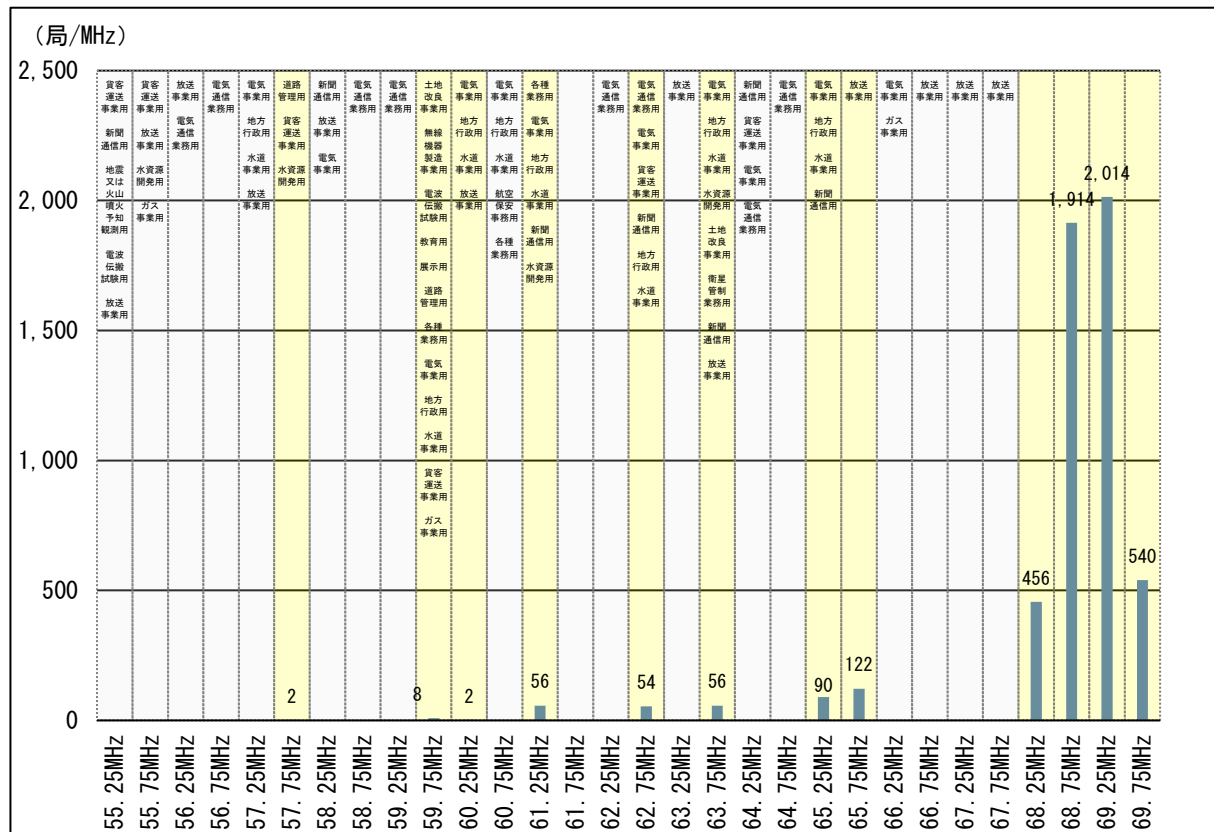 （局/MHz）
2,500
2,000
1,500
1,000
500
0
貨客
運送
事業用
新聞
通信用
地震
又は
火山
噴火
予知
観測用
電波
伝搬
試験用
放送
事業用
貨客
運送
事業用
放送
事業用
水資源
開発用
ガス
事業用
放送
事業用
電気
通信
業務用
電気
通信
業務用
電気
事業用
地方
行政用
水道
事業用
放送
事業用
道路
管理用
貨客
運送
事業用
水資源
開発用
新聞
通信用
放送
事業用
電気
事業用
電気
通信
業務用
電気
通信
業務用
土地
改良
事業用
無線
機器
製造
事業用
電波
伝搬
試験用
教育用
展示用
道路
管理用
各種
業務用
電気
事業用
地方
行政用
水道
事業用
貨客
運送
事業用
ガス
事業用
電気
事業用
地方
行政用
水道
事業用
放送
事業用
電気
事業用
地方
行政用
水道
事業用
航空
保安
事務用
各種
業務用
各種
業務用
電気
事業用
地方
行政用
水道
事業用
新聞
通信用
水資源
開発用
電気
通信
業務用
電気
通信
業務用
電気
事業用
貨客
運送
事業用
新聞
通信用
地方
行政用
水道
事業用
放送
事業用
電気
事業用
地方
行政用
水道
事業用
水資源
開発用
土地
改良
事業用
衛星
管制
業務用
新聞
通信用
放送
事業用
新聞
通信用
貨客
運送
事業用
電気
事業用
電気
通信
業務用
電気
通信
業務用
電気
事業用
地方
行政用
水道
事業用
新聞
通信用
放送
事業用
電気
事業用
ガス
事業用
放送
事業用
放送
事業用
放送
事業用
2
8
2
56
54
56
90
122
456
1,914
2,014
540
55.25MHz
55.75MHz
56.25MHz
56.75MHz
57.25MHz
57.75MHz
58.25MHz
58.75MHz
59.25MHz
59.75MHz
60.25MHz
60.75MHz
61.25MHz
61.75MHz
62.25MHz
62.75MHz
63.25MHz
63.75MHz
64.25MHz
64.75MHz
65.25MHz
65.75MHz
66.25MHz
66.75MHz
67.25MHz
67.75MHz
68.25MHz
68.75MHz
69.25MHz
69.75MHz